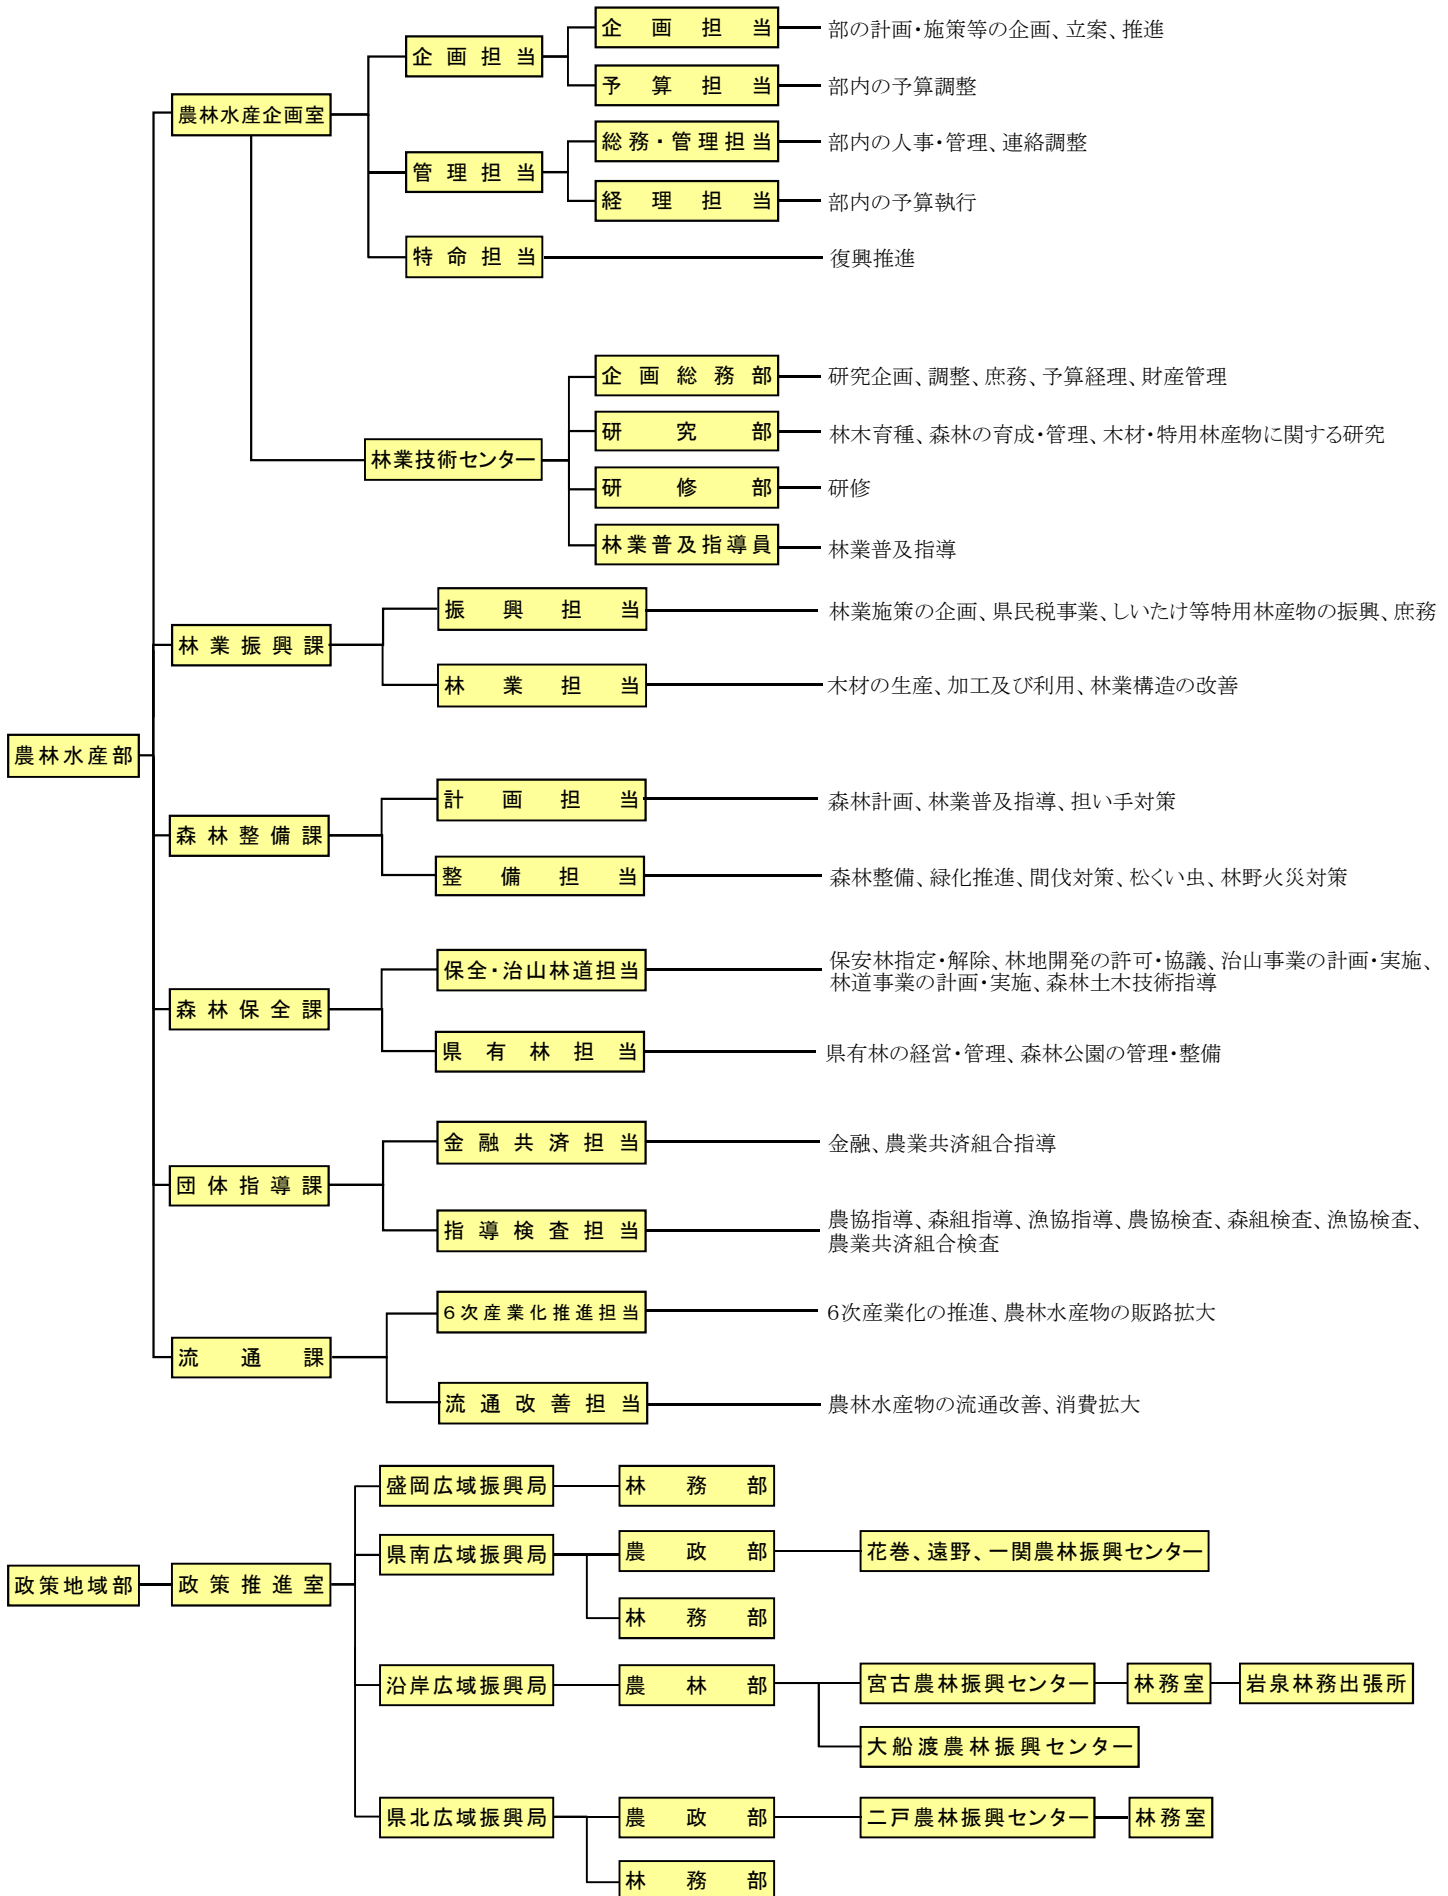 企画担当
部の計画・施策等の企画、立案、推進
企画担当
予算担当
部内の予算調整
農林水産企画室
総務・管理担当
部内の人事・管理、連絡調整
管理担当
経理担当
部内の予算執行
特命担当
復興推進
企画総務部
研究企画、調整、庶務、予算経理、財産管理
研究部
林木育種、森林の育成・管理、木材・特用林産物に関する研究
林業技術センター
研修部
研修
林業普及指導員
林業普及指導
振興担当
林業施策の企画、県民税事業、しいたけ等特用林産物の振興、庶務
林業振興課
林業担当
木材の生産、加工及び利用、林業構造の改善
農林水産部
計画担当
森林計画、林業普及指導、担い手対策
森林整備課
整備担当
森林整備、緑化推進、間伐対策、松くい虫、林野火災対策
保全・治山林道担当
保安林指定・解除、林地開発の許可・協議、治山事業の計画・実施、
林道事業の計画・実施、森林土木技術指導
森林保全課
県有林担当
県有林の経営・管理、森林公園の管理・整備
金融共済担当
金融、農業共済組合指導
団体指導課
指導検査担当
農協指導、森組指導、漁協指導、農協検査、森組検査、漁協検査、
農業共済組合検査
6次産業化推進担当
6次産業化の推進、農林水産物の販路拡大
流通課
流通改善担当
農林水産物の流通改善、消費拡大
盛岡広域振興局
林務部
県南広域振興局
農政部
花巻、遠野、一関農林振興センター
政策地域部
政策推進室
林務部
沿岸広域振興局
農林部
宮古農林振興センター
林務室
岩泉林務出張所
大船渡農林振興センター
県北広域振興局
農政部
二戸農林振興センター
林務室
林務部